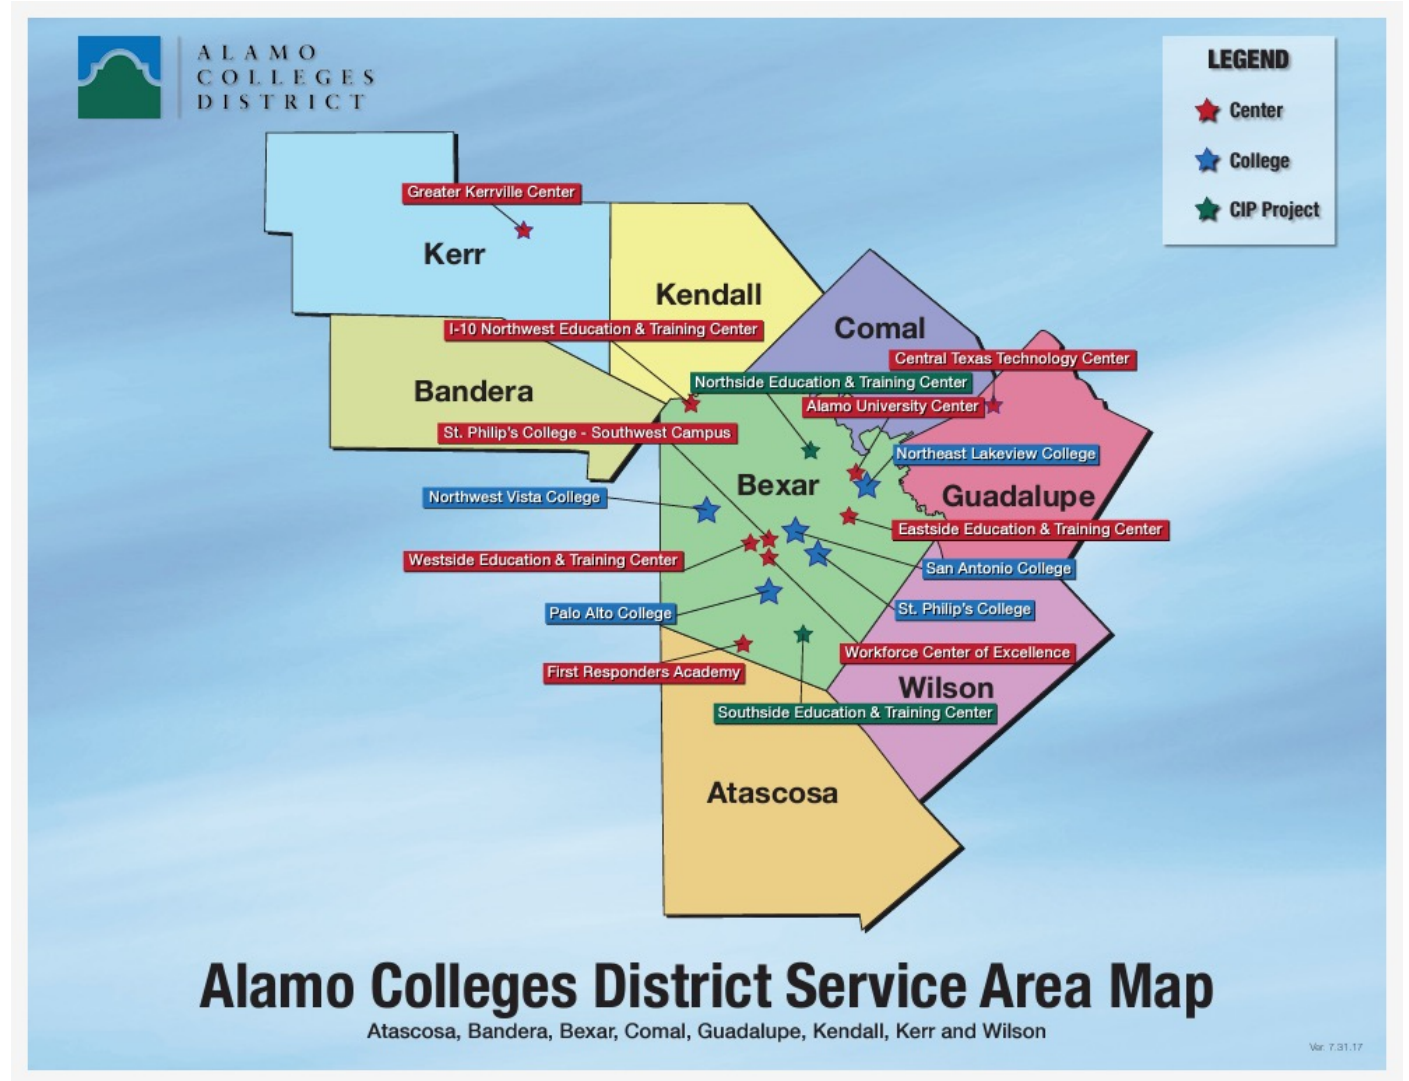 ALAMO
COLLEGES
DISTRICT
LEGEND
Center
College
CIP Project
Greater Kerrville Center
Kerr
Kendall
I-10 Northwest Education & Training Center
Comal
Central Texas Technology Center
Northside Education & Training Center
Bandera
Alamo University Center
St. Philip's College - Southwest Campus
Northeast Lakeview College
Bexar
Northwest Vista College
Guadalupe
Eastside Education & Training Center
Westside Education & Training Center
San Antonio College
Palo Alto College
St. Philip's College
Workforce Center of Excellence
First Responders Academy
Wilson
Southside Education & Training Center
Atascosa
Alamo Colleges District Service Area Map
Atascosa, Bandera, Bexar, Comal, Guadalupe, Kendall, Kerr and Wilson
Ver. 7.31.17